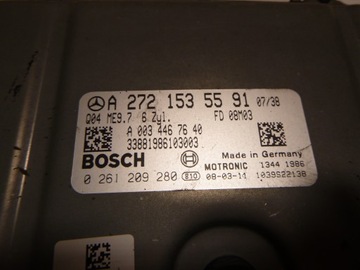 A 272 153 55 91 07/38
Q04 ME9.7 6 Zyl. FD 08M03
A 003 446 76 40
33881986103003
BOSCH
Made in Germany
MOTRONIC 1344 1986
0 261 209 280 E10 08-03-11 1039S22138